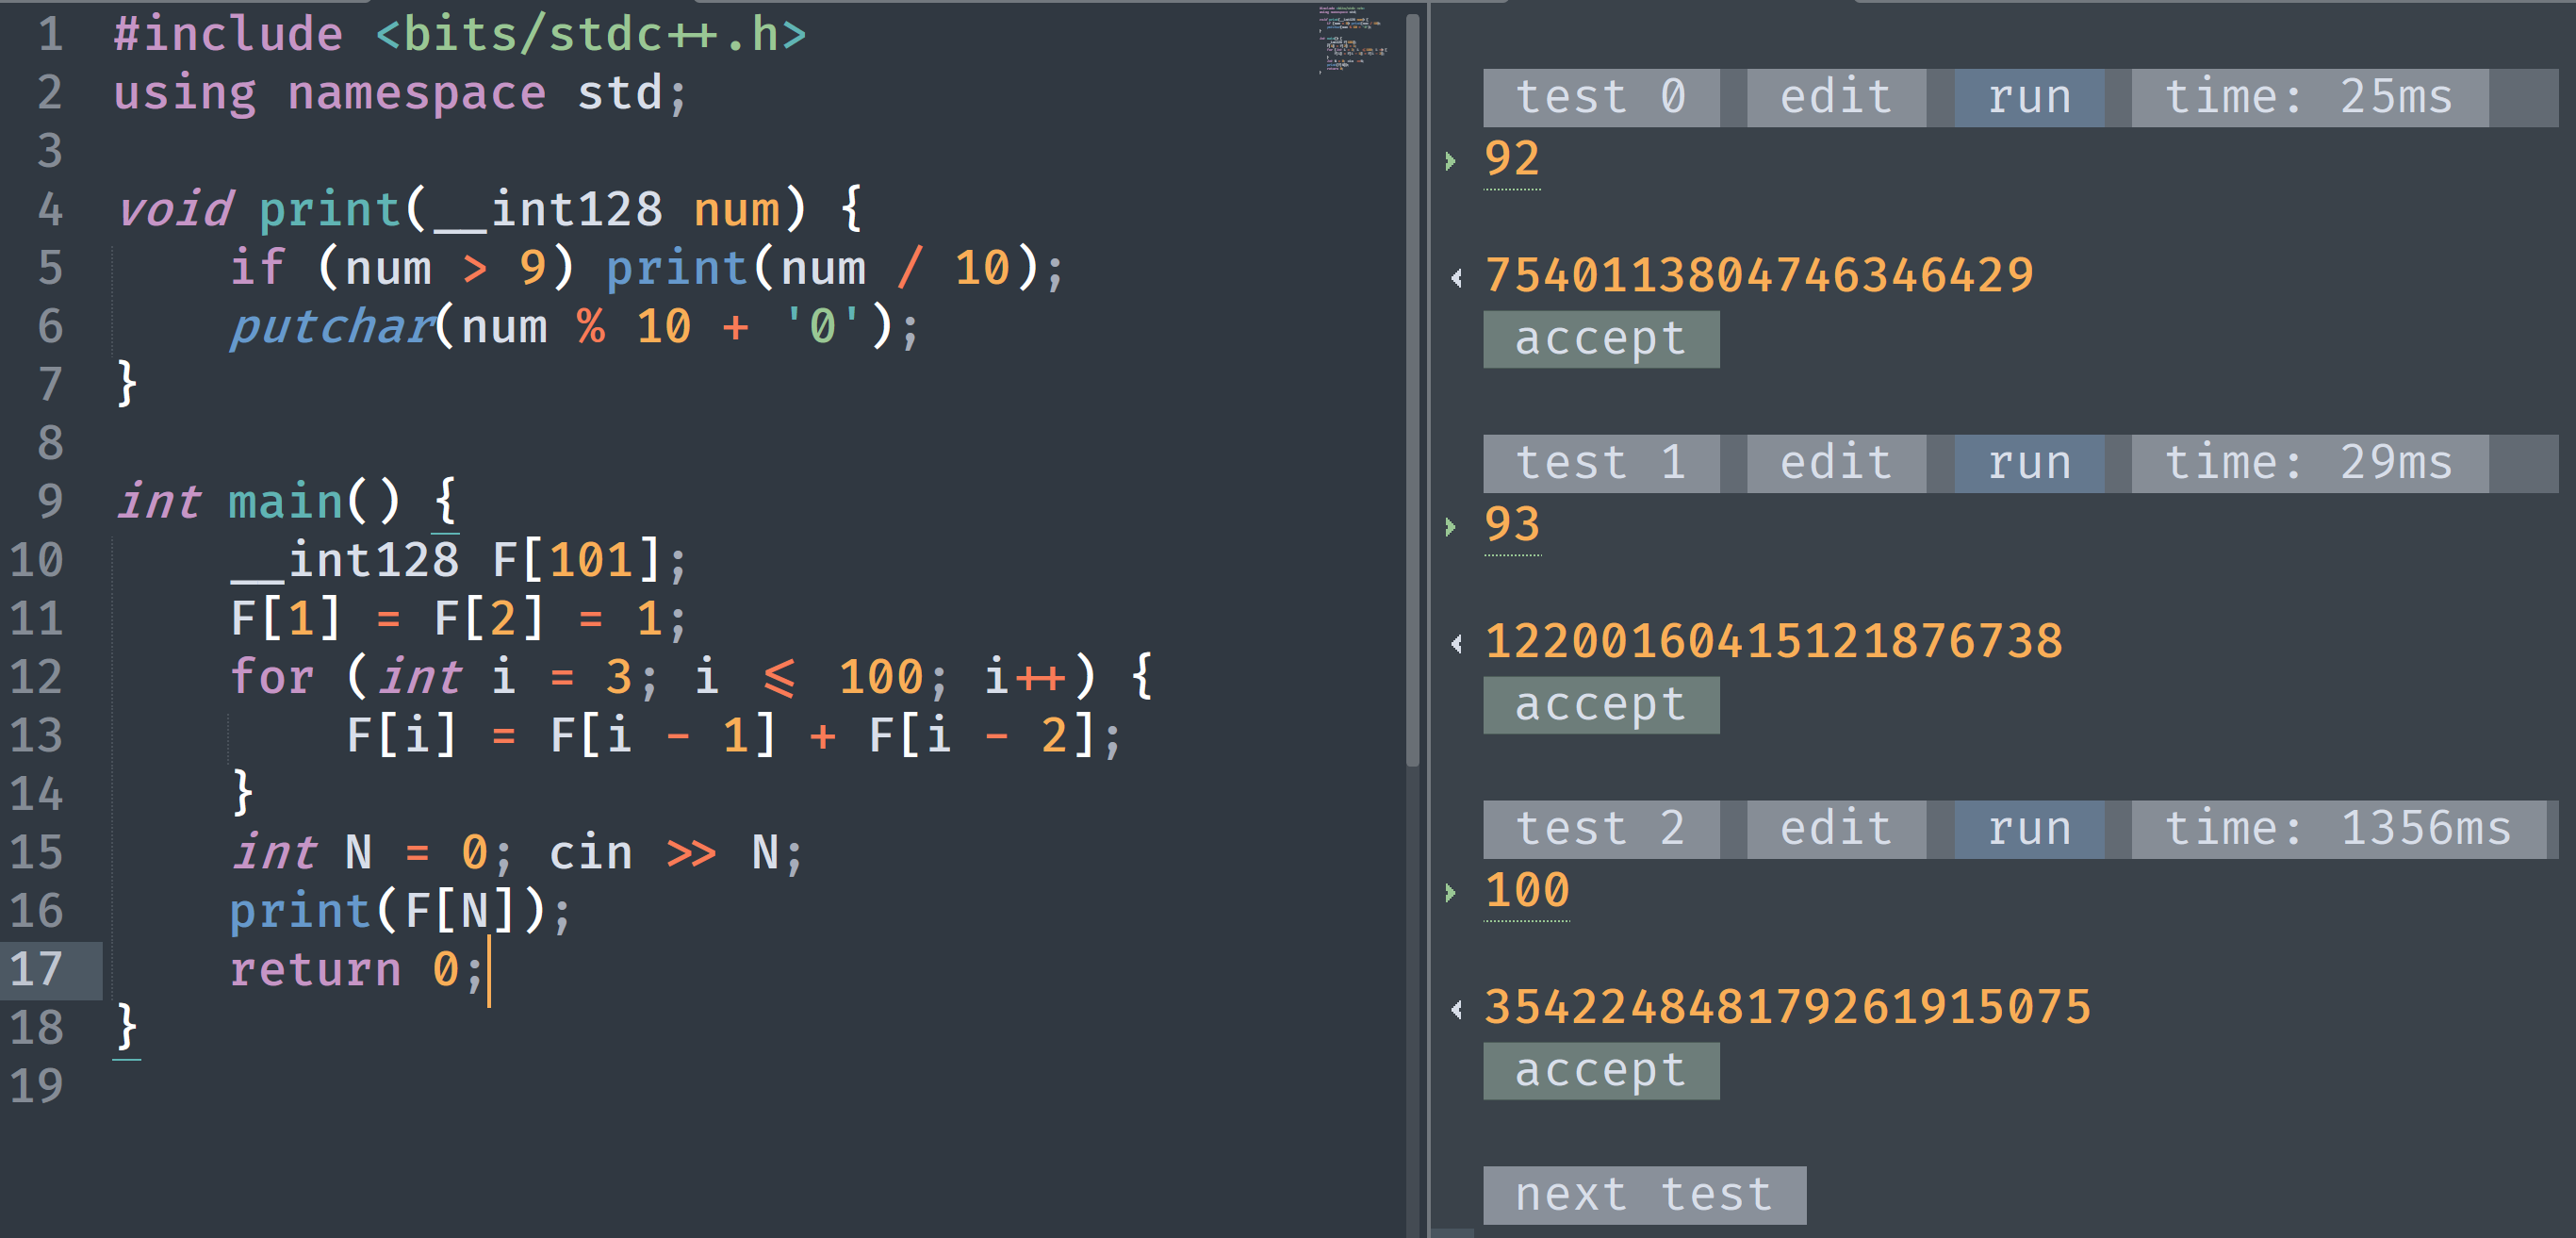 1 #include <bits/stdc++.h>
2 using namespace std;
3
4 void print(__int128 num) {
5     if (num > 9) print(num / 10);
6     putchar(num % 10 + '0');
7 }
8
9 int main() {
10     __int128 F[101];
11     F[1] = F[2] = 1;
12     for (int i = 3; i <= 100; i++) {
13         F[i] = F[i - 1] + F[i - 2];
14     }
15     int N = 0; cin >> N;
16     print(F[N]);
17     return 0;
18 }
19
test 0 edit run time: 25ms
92
7540113804746346429
accept
test 1 edit run time: 29ms
93
12200160415121876738
accept
test 2 edit run time: 1356ms
100
354224848179261915075
accept
next test